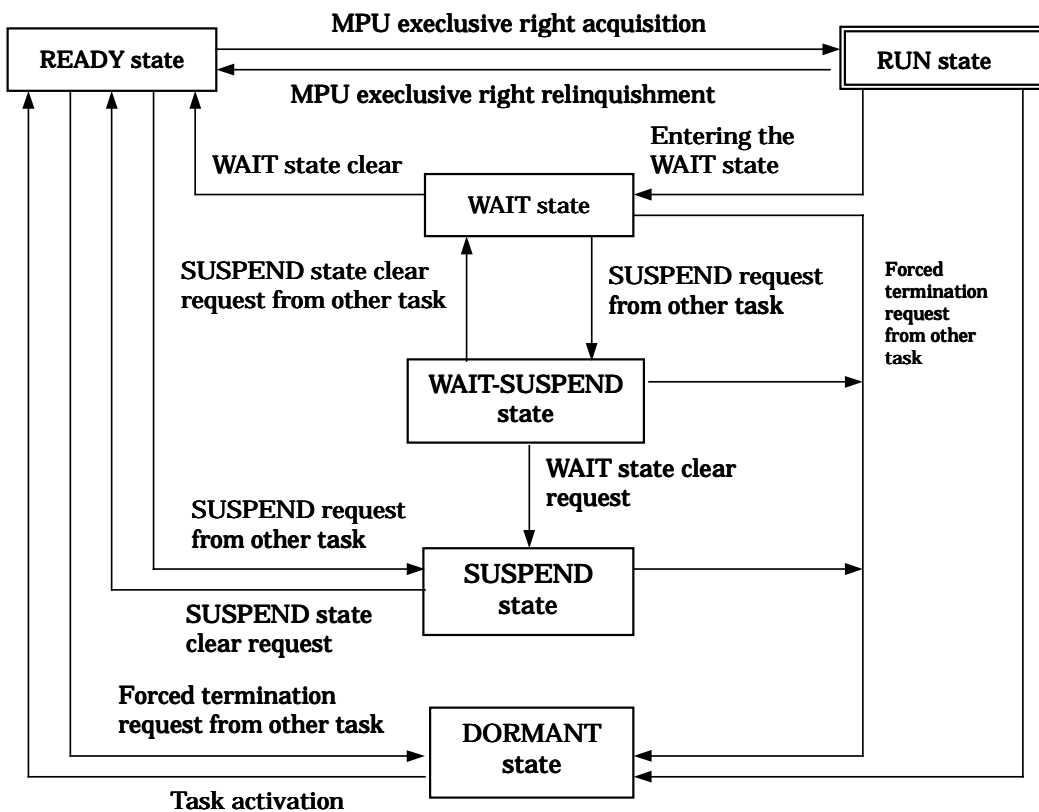 MPU execlusive right acquisition
READY state
RUN state
MPU execlusive right relinquishment
Entering the
WAIT state
WAIT state clear
WAIT state
SUSPEND state clear
request from other task
SUSPEND request
from other task
Forced
termination
request
from other
task
WAIT-SUSPEND
state
WAIT state clear
request
SUSPEND request
from other task
SUSPEND
state
SUSPEND state
clear request
Forced termination
request from other task
DORMANT
state
Task activation